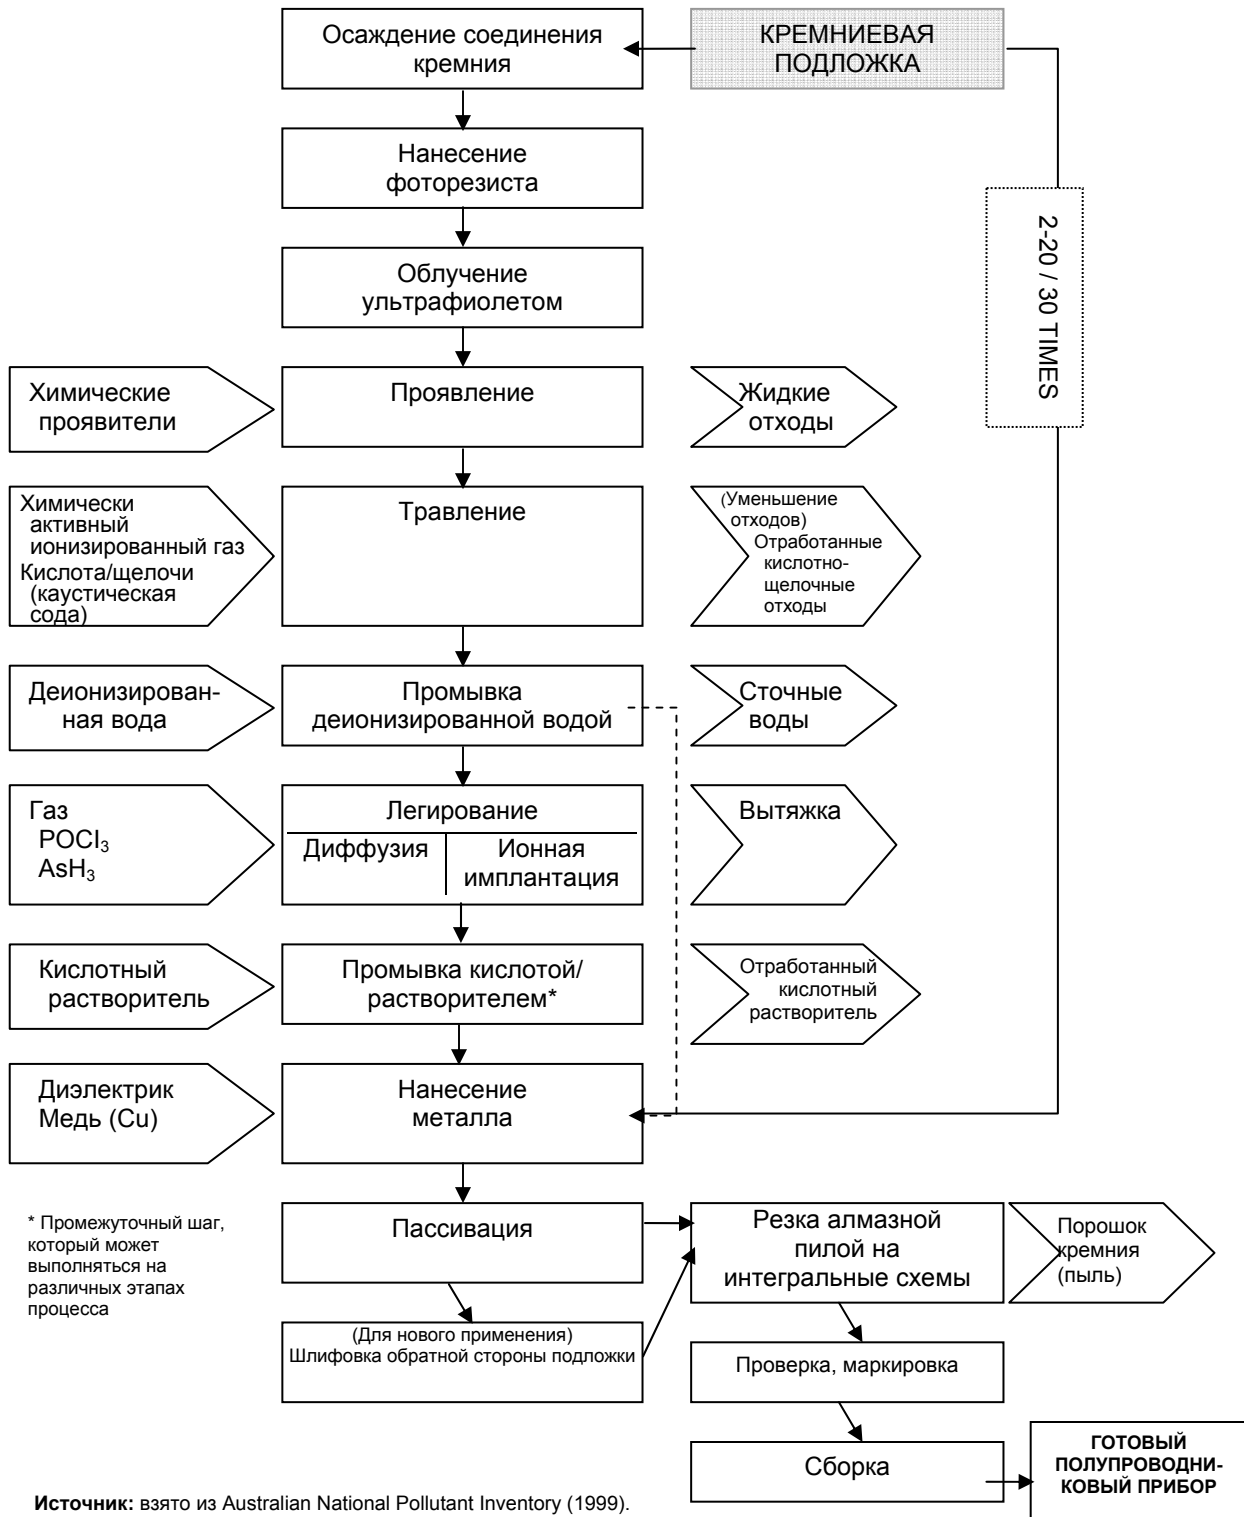 Осаждение соединения
кремния
КРЕМНИЕВАЯ
ПОДЛОЖКА
Нанесение
фоторезиста
2-20 / 30 TIMES
Облучение
ультрафиолетом
Химические
проявители
Проявление
Жидкие
отходы
Химически
активный
ионизированный газ
Кислота/щелочи
(каустическая
сода)
Травление
(Уменьшение
отходов)
Отработанные
кислотно-
щелочные
отходы
Деионизирован-
ная вода
Промывка
деионизированной водой
Сточные
воды
Газ
POCI₃
AsH₃
Легирование
Диффузия
Ионная
имплантация
Вытяжка
Кислотный
растворитель
Промывка кислотой/
растворителем*
Отработанный
кислотный
растворитель
Диэлектрик
Медь (Cu)
Нанесение
металла
* Промежуточный шаг,
который может
выполняться на
различных этапах
процесса
Пассивация
Резка алмазной
пилой на
интегральные схемы
Порошок
кремния
(пыль)
(Для нового применения)
Шлифовка обратной стороны подложки
Проверка, маркировка
Сборка
ГОТОВЫЙ
ПОЛУПРОВОДНИ-
КОВЫЙ ПРИБОР
Источник: взято из Australian National Pollutant Inventory (1999).